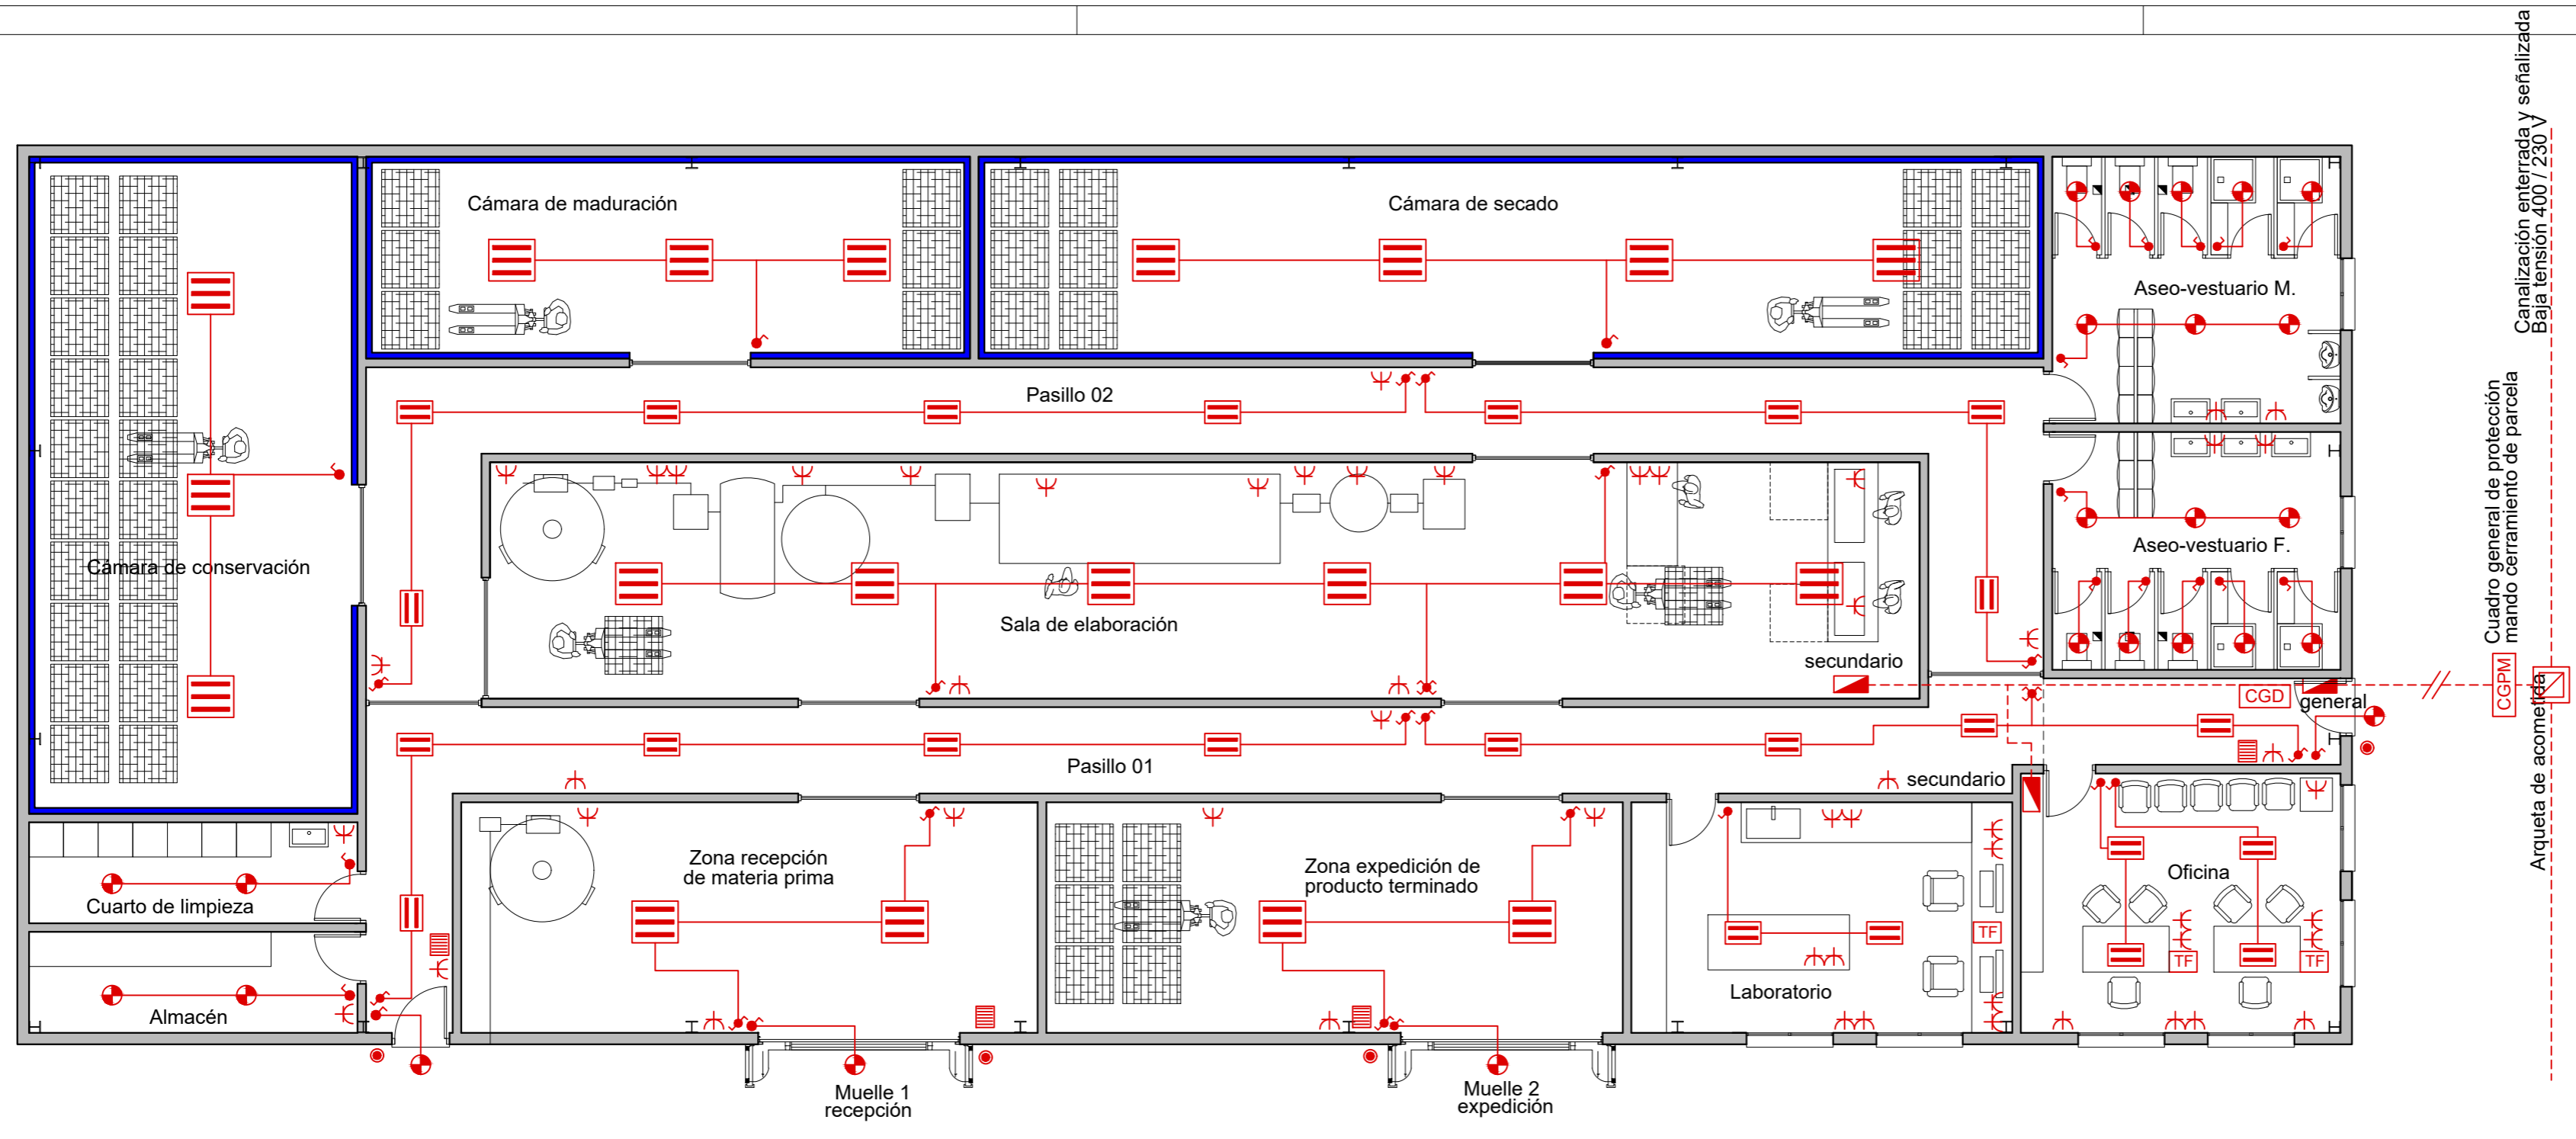 Canalización enterrada y señalizada
Baja tensión 400 / 230 V
Cámara de maduración
Cámara de secado
Aseo-vestuario M.
Pasillo 02
Cuadro general de protección
mando cerramiento de parcela
Cámara de conservación
Aseo-vestuario F.
Sala de elaboración
secundario
CGD
general
CGPM
Arqueta de acometida
Pasillo 01
secundario
Zona recepción
de materia prima
Zona expedición de
producto terminado
Oficina
Cuarto de limpieza
TF
TF
TF
Laboratorio
Almacén
Muelle 1
recepción
Muelle 2
expedición